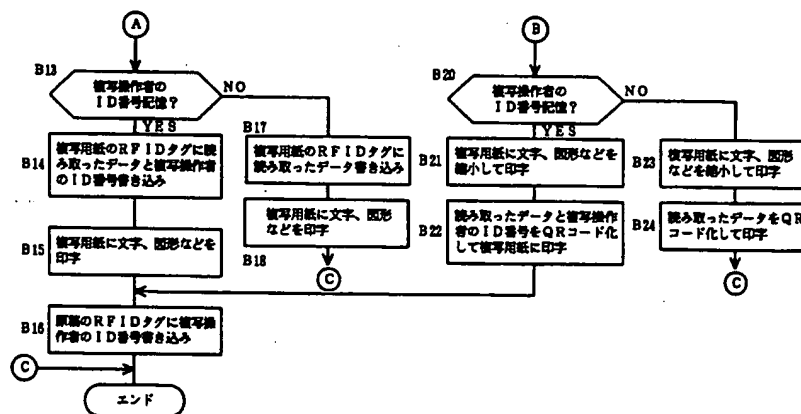 A
B13
複写操作者の
ID番号記憶?
NO
YES
B14
複写用紙のRFIDタグに読
み取ったデータと複写操作者
のID番号書き込み
B15
複写用紙に文字、図形などを
印字
B16
原稿のRFIDタグに複写操
作者のID番号書き込み
C
エンド
B17
複写用紙のRFIDタグに
読み取ったデータ書き込み
複写用紙に文字、図形
などを印字
B18
C
B
B20
複写操作者の
ID番号記憶?
NO
YES
B21
複写用紙に文字、図形などを
縮小して印字
B22
読み取ったデータと複写操作
者のID番号をQRコード化
して複写用紙に印字
B23
複写用紙に文字、図形
などを縮小して印字
B24
読み取ったデータをQR
コード化して印字
C